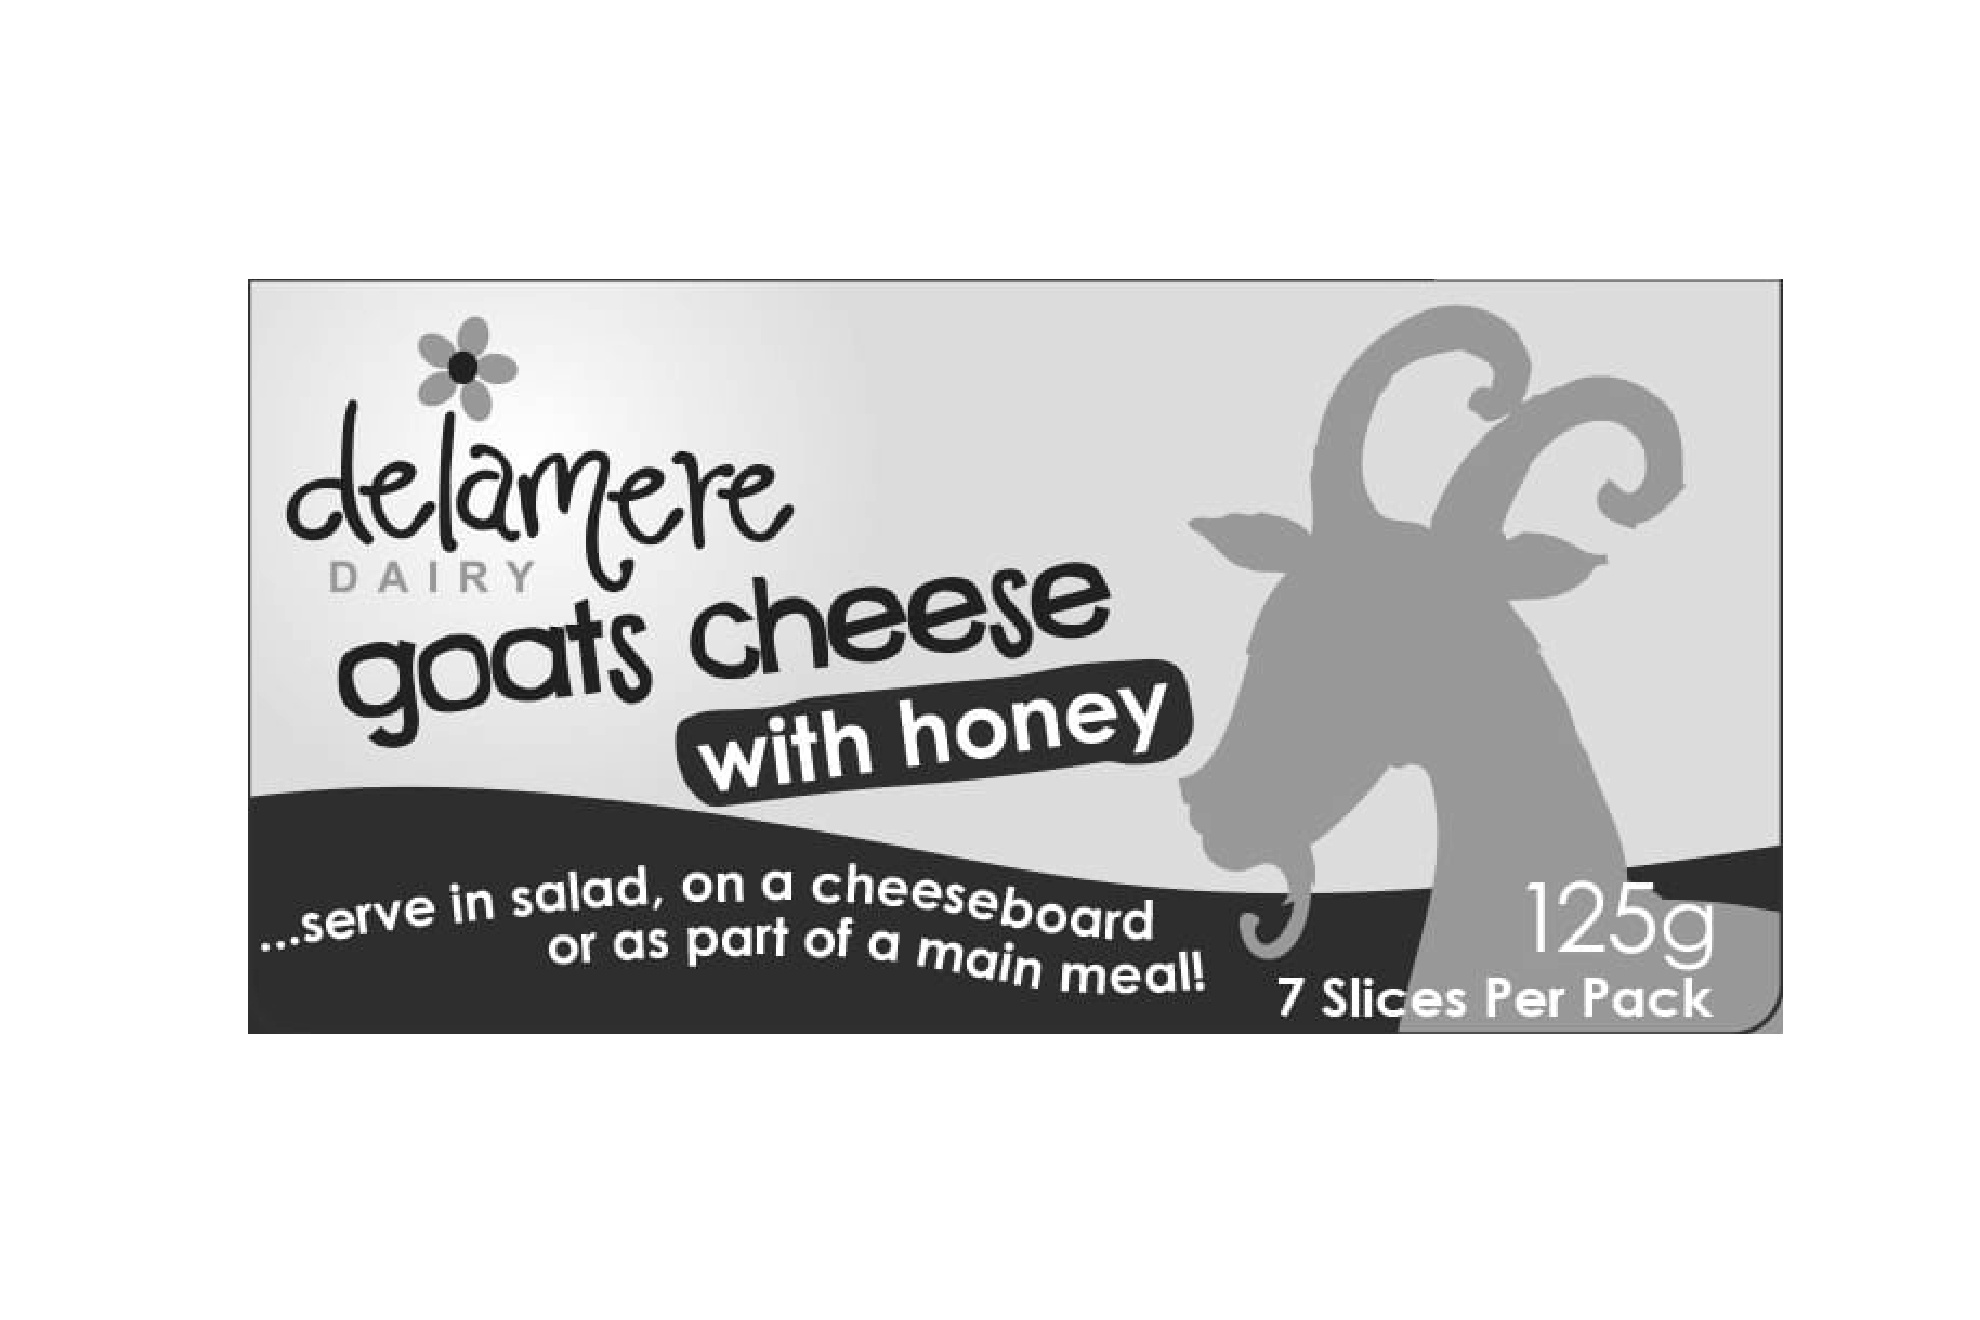 delamere
DAIRY
goats cheese
with honey
...serve in salad, on a cheeseboard
or as part of a main meal!
125g
7 Slices Per Pack